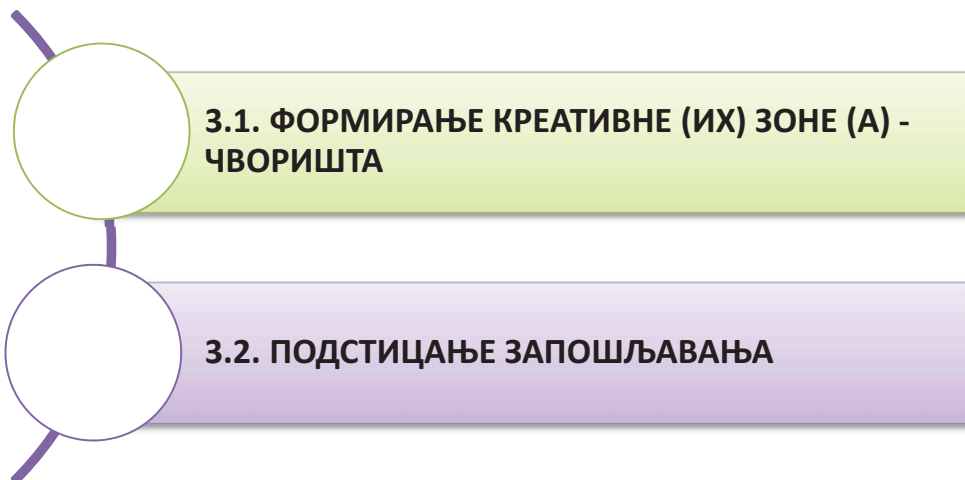 3.1. ФОРМИРАЊЕ КРЕАТИВНЕ (ИХ) ЗОНЕ (А) -
ЧВОРИШТА
3.2. ПОДСТИЦАЊЕ ЗАПОШЉАВАЊА